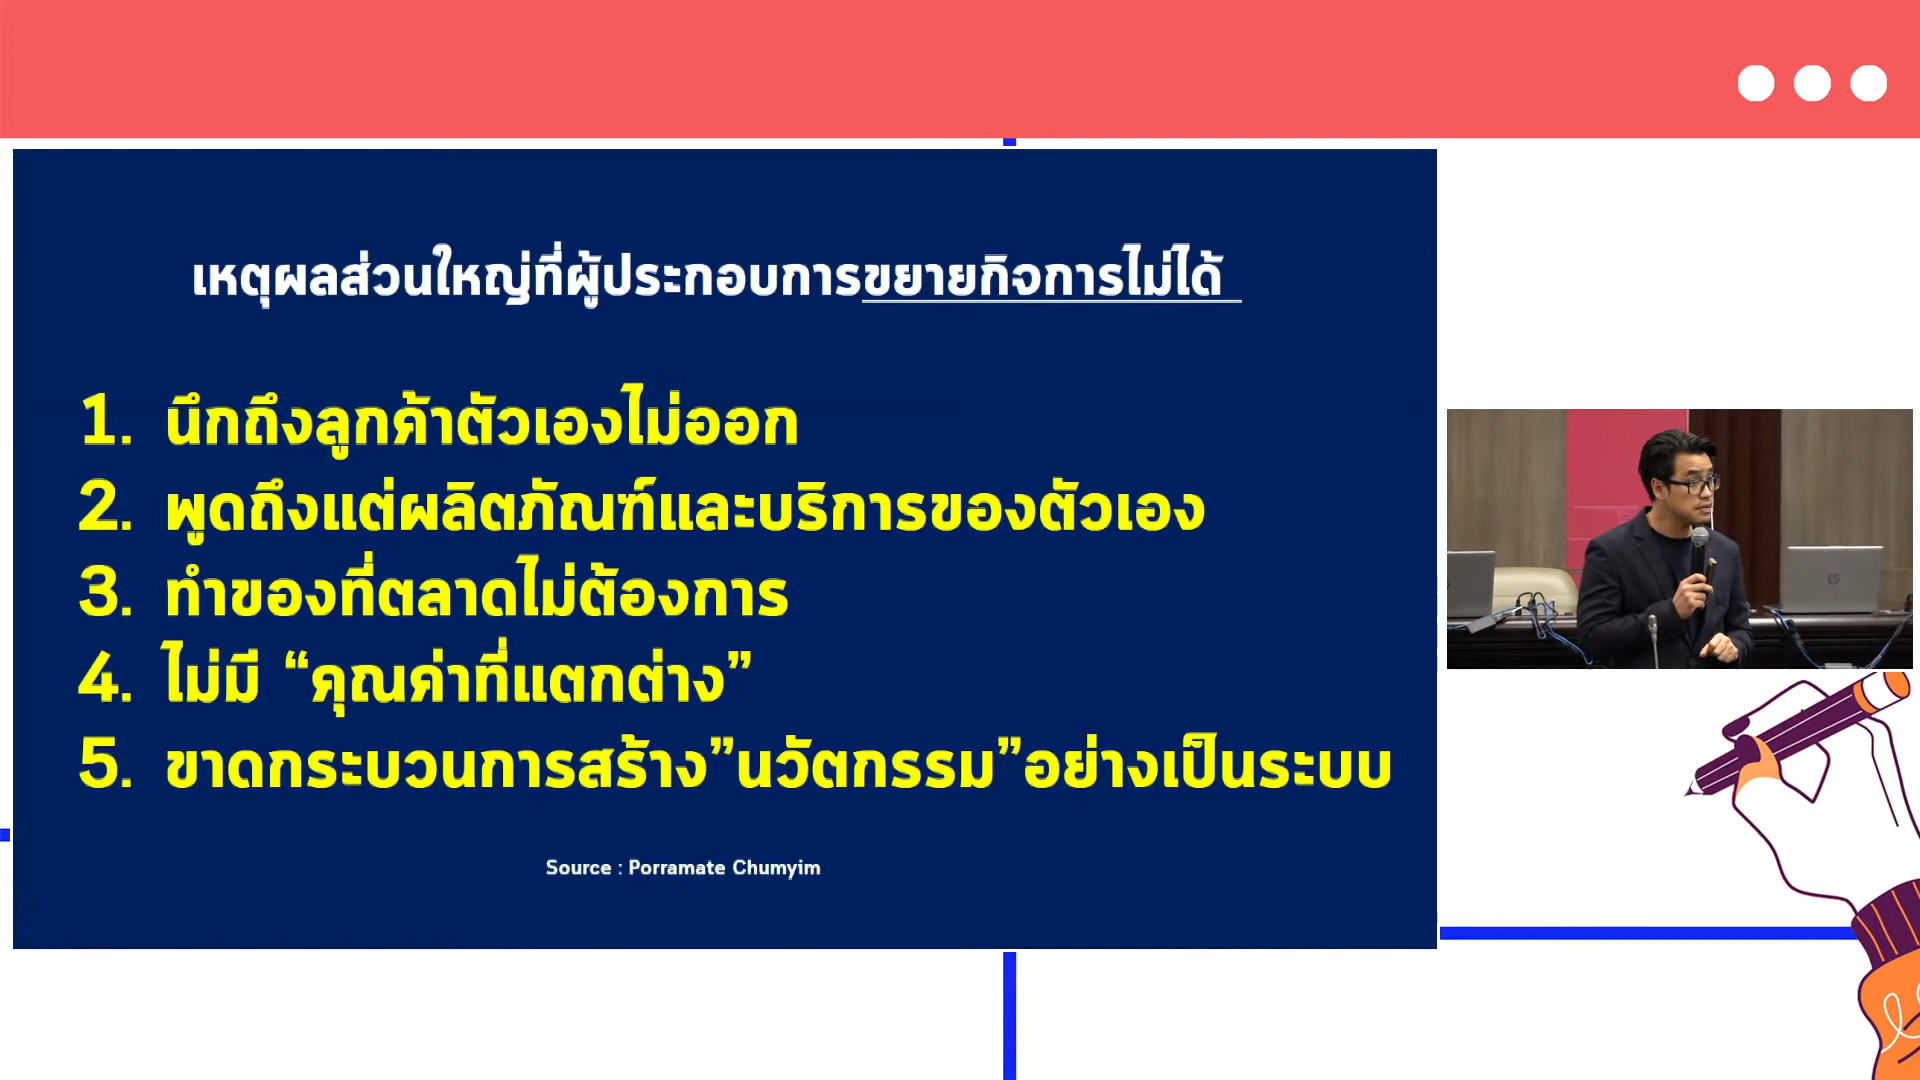 เหตุผลส่วนใหญ่ที่ผู้ประกอบการขยายกิจการไม่ได้
1. นึกถึงลูกค้าตัวเองไม่ออก
2. พูดถึงแต่ผลิตภัณฑ์และบริการของตัวเอง
3. ทำของที่ตลาดไม่ต้องการ
4. ไม่มี “คุณค่าที่แตกต่าง”
5. ขาดกระบวนการสร้าง”นวัตกรรม”อย่างเป็นระบบ
Source : Porramate Chumyim